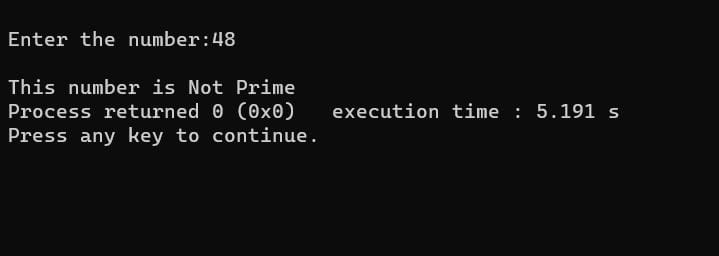 Enter the number:48
This number is Not Prime
Process returned 0 (0x0)   execution time : 5.191 s
Press any key to continue.